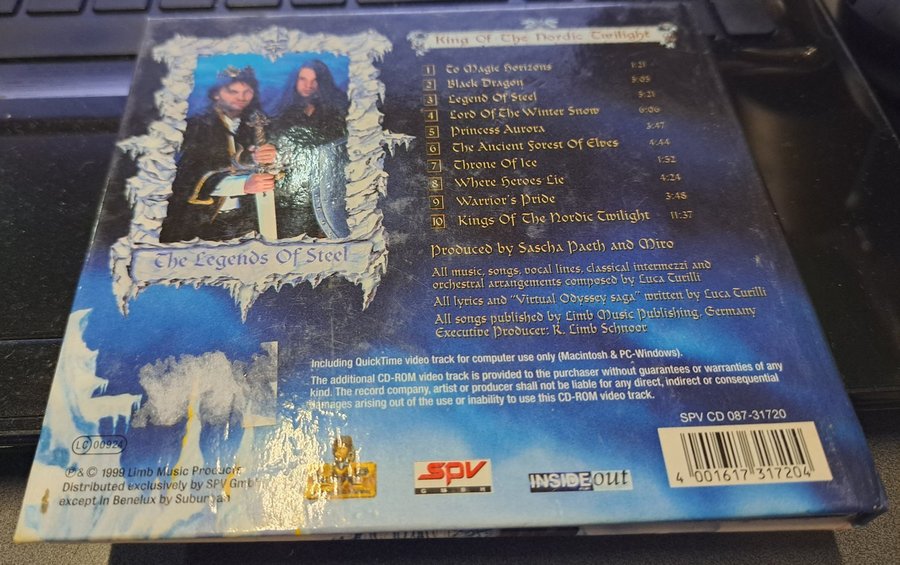 King Of The Nordic Twilight
1 To Magic Horizons 1:21
2 Black Dragon 5:05
3 Legend Of Steel 5:21
4 Lord Of The Winter Snow 6:06
5 Princess Aurora 3:47
6 The Ancient Forest Of Elves 4:44
7 Throne Of Ice 1:52
8 Where Heroes Lie 4:24
9 Warrior's Pride 3:48
10 Kings Of The Nordic Twilight 11:37
The Legends Of Steel
Produced by Sascha Paeth and Miro
All music, songs, vocal lines, classical intermezzi and
orchestral arrangements composed by Luca Turilli
All lyrics and "Virtual Odyssey saga" written by Luca Turilli
All songs published by Limb Music Publishing, Germany
Executive Producer: R. Limb Schnoor
Including QuickTime video track for computer use only (Macintosh & PC-Windows).
The additional CD-ROM video track is provided to the purchaser without guarantees or warranties of any
kind. The record company, artist or producer shall not be liable for any direct, indirect or consequential
damages arising out of the use or inability to use this CD-ROM video track.
SPV CD 087-31720
LC 00924
℗ & © 1999 Limb Music Products
Distributed exclusively by SPV GmbH
except in Benelux by Suburban
SPV
GMBH
INSIDEout
4 001617 317204